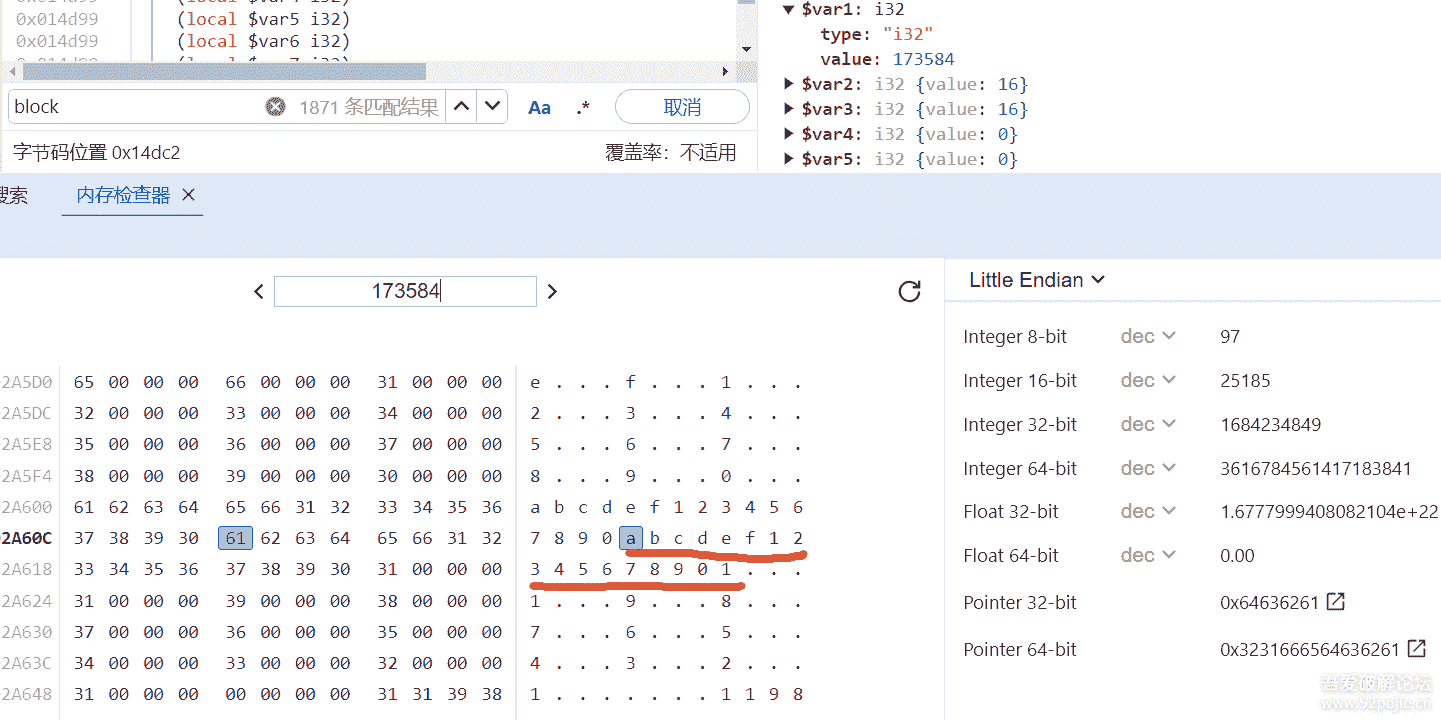 0x014d99 (local $var5 i32)
0x014d99 (local $var6 i32)
block 1871 条匹配结果 Aa .* 取消
字节码位置 0x14dc2 覆盖率：不适用
$var1: i32
type: "i32"
value: 173584
$var2: i32 {value: 16}
$var3: i32 {value: 16}
$var4: i32 {value: 0}
$var5: i32 {value: 0}
搜索 内存检查器
173584
2A5D0 65 00 00 00 66 00 00 00 31 00 00 00 e . . . f . . . 1 . . .
2A5DC 32 00 00 00 33 00 00 00 34 00 00 00 2 . . . 3 . . . 4 . . .
2A5E8 35 00 00 00 36 00 00 00 37 00 00 00 5 . . . 6 . . . 7 . . .
2A5F4 38 00 00 00 39 00 00 00 30 00 00 00 8 . . . 9 . . . 0 . . .
2A600 61 62 63 64 65 66 31 32 33 34 35 36 a b c d e f 1 2 3 4 5 6
2A60C 37 38 39 30 61 62 63 64 65 66 31 32 7 8 9 0 a b c d e f 1 2
2A618 33 34 35 36 37 38 39 30 31 00 00 00 3 4 5 6 7 8 9 0 1 . . .
2A624 31 00 00 00 39 00 00 00 38 00 00 00 1 . . . 9 . . . 8 . . .
2A630 37 00 00 00 36 00 00 00 35 00 00 00 7 . . . 6 . . . 5 . . .
2A63C 34 00 00 00 33 00 00 00 32 00 00 00 4 . . . 3 . . . 2 . . .
2A648 31 00 00 00 00 00 00 00 31 31 39 38 1 . . . . . . . 1 1 9 8
Little Endian
Integer 8-bit dec 97
Integer 16-bit dec 25185
Integer 32-bit dec 1684234849
Integer 64-bit dec 3616784561417183841
Float 32-bit dec 1.6777999408082104e+22
Float 64-bit dec 0.00
Pointer 32-bit 0x64636261
Pointer 64-bit 0x3231666564636261
吾爱破解论坛
www.52pojie.cn